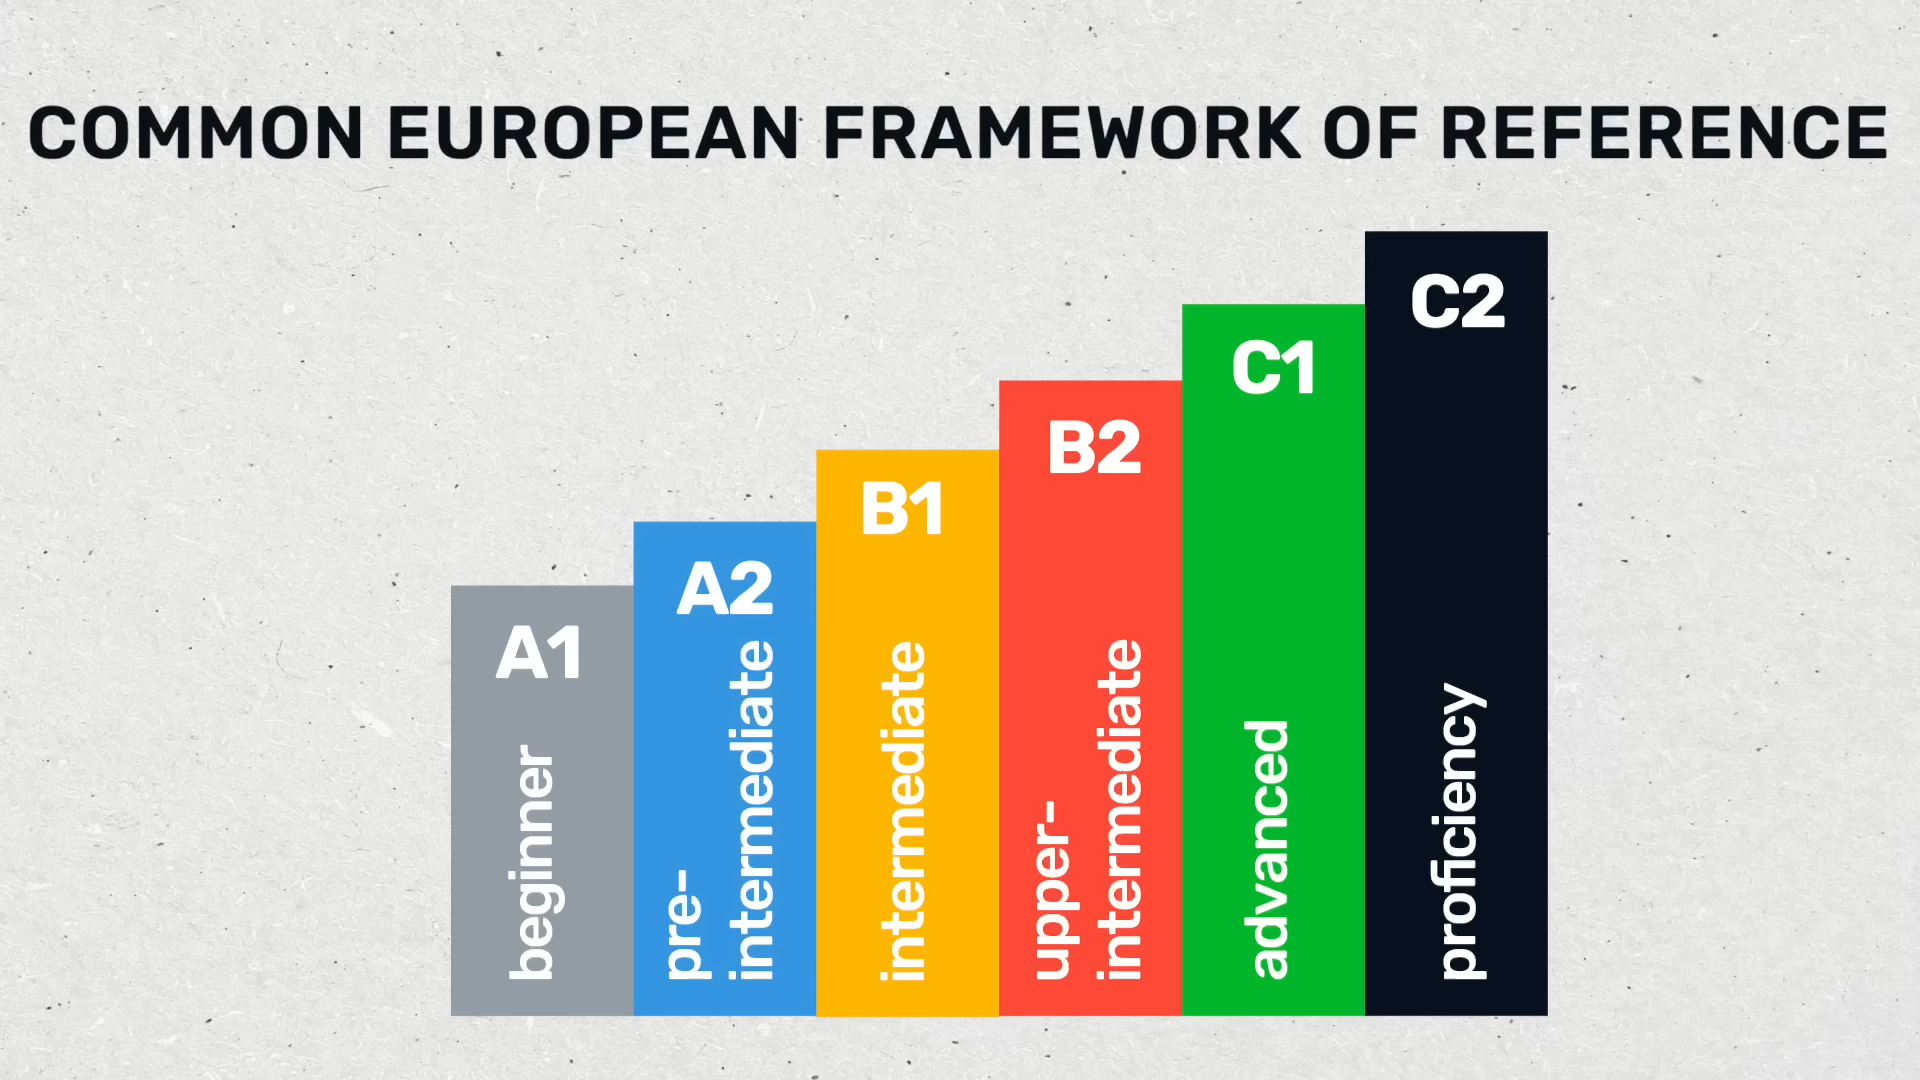 COMMON EUROPEAN FRAMEWORK OF REFERENCE
A1
beginner
A2
pre-
intermediate
B1
intermediate
B2
upper-
intermediate
C1
advanced
C2
proficiency